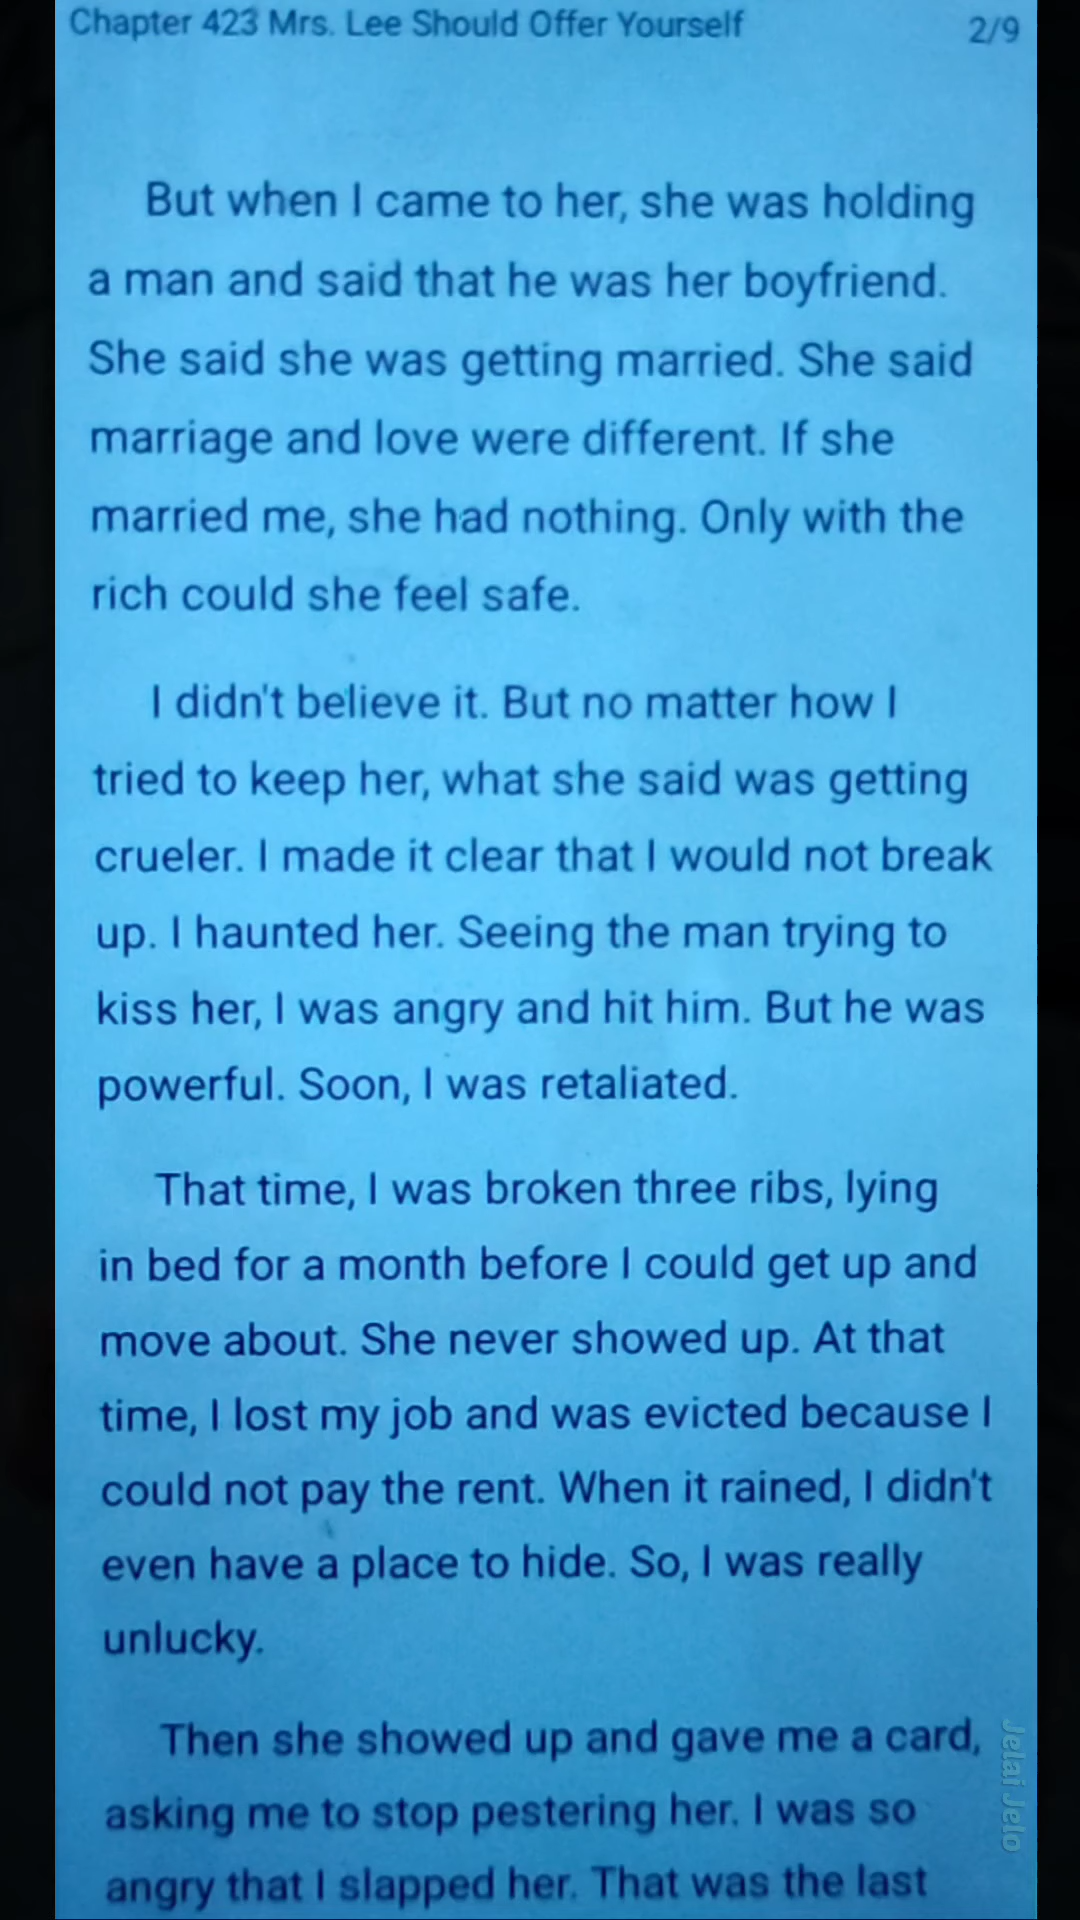 Chapter 423 Mrs. Lee Should Offer Yourself 2/9
But when I came to her, she was holding
a man and said that he was her boyfriend.
She said she was getting married. She said
marriage and love were different. If she
married me, she had nothing. Only with the
rich could she feel safe.
I didn't believe it. But no matter how I
tried to keep her, what she said was getting
crueler. I made it clear that I would not break
up. I haunted her. Seeing the man trying to
kiss her, I was angry and hit him. But he was
powerful. Soon, I was retaliated.
That time, I was broken three ribs, lying
in bed for a month before I could get up and
move about. She never showed up. At that
time, I lost my job and was evicted because I
could not pay the rent. When it rained, I didn't
even have a place to hide. So, I was really
unlucky.
Then she showed up and gave me a card,
asking me to stop pestering her. I was so
angry that I slapped her. That was the last
Jelai Jelo